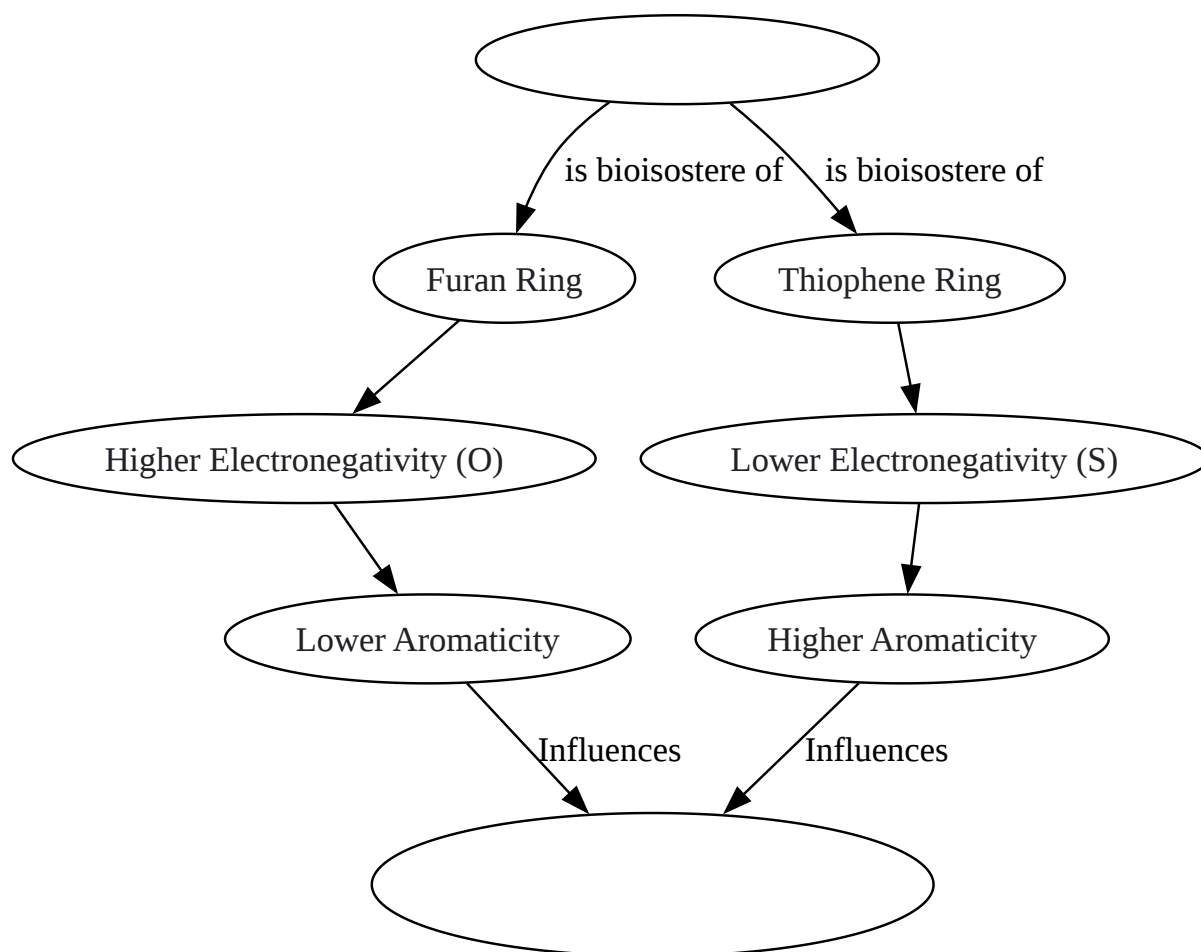 is bioisostere of
is bioisostere of
Furan Ring
Thiophene Ring
Higher Electronegativity (O)
Lower Electronegativity (S)
Lower Aromaticity
Higher Aromaticity
Influences
Influences